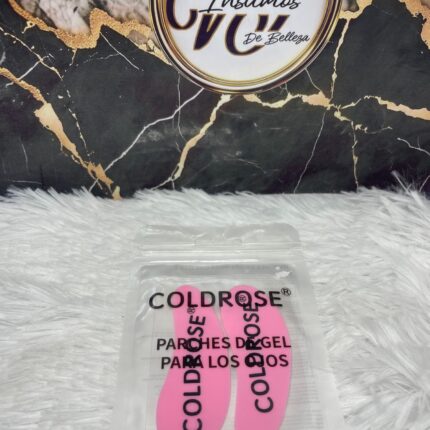 Insumos
De Belleza
COLDROSE®
PARCHES DE GEL
PARA LOS OJOS
COLDROSE®
COLDROSE®